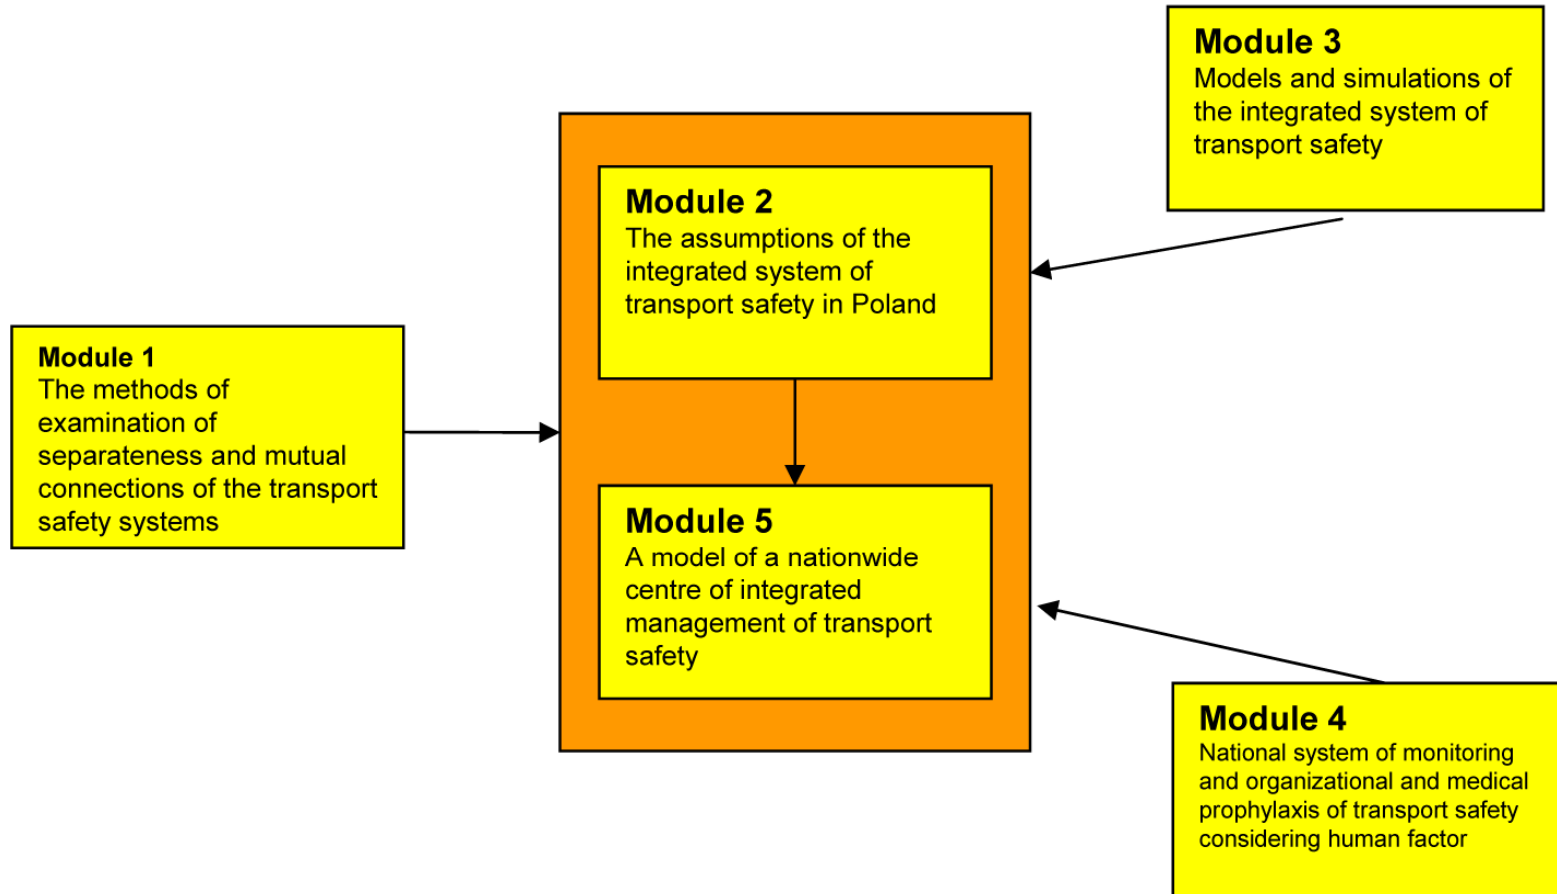 Module 1
The methods of
examination of
separateness and mutual
connections of the transport
safety systems
Module 2
The assumptions of the
integrated system of
transport safety in Poland
Module 5
A model of a nationwide
centre of integrated
management of transport
safety
Module 3
Models and simulations of
the integrated system of
transport safety
Module 4
National system of monitoring
and organizational and medical
prophylaxis of transport safety
considering human factor